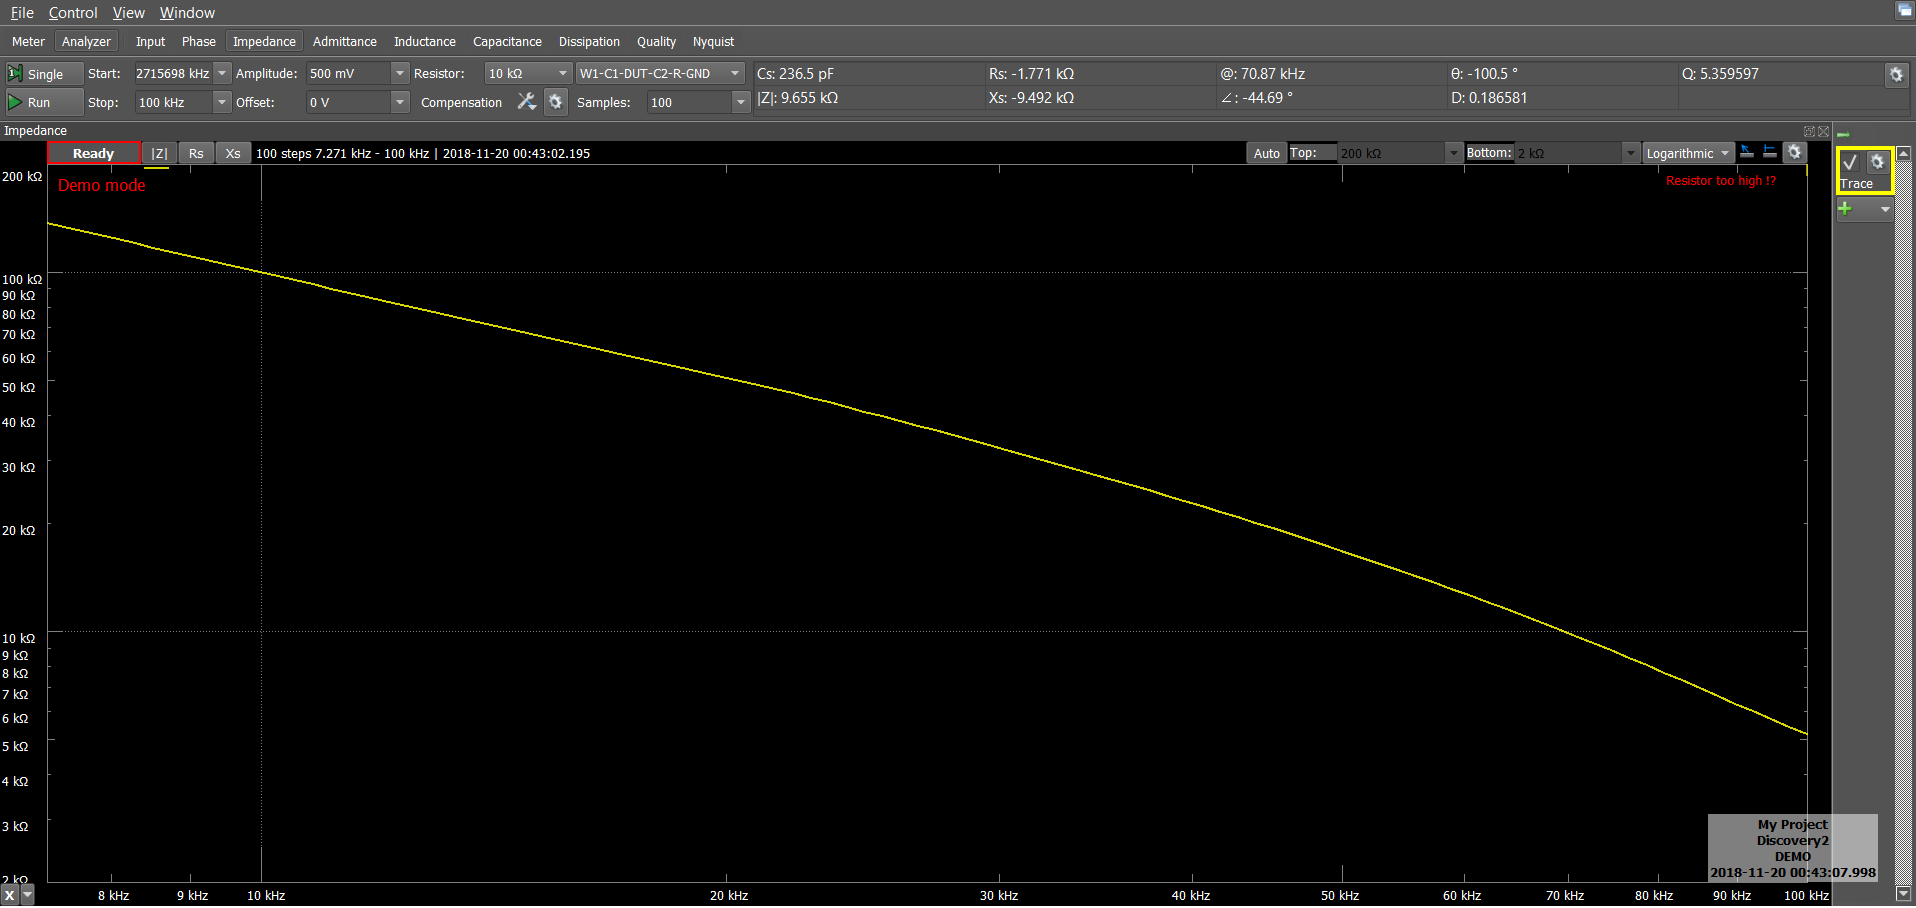 File Control View Window
Meter Analyzer Input Phase Impedance Admittance Inductance Capacitance Dissipation Quality Nyquist
Single Start: 2715698 kHz Amplitude: 500 mV Resistor: 10 kΩ W1-C1-DUT-C2-R-GND Cs: 236.5 pF Rs: -1.771 kΩ @: 70.87 kHz θ: -100.5 ° Q: 5.359597
Run Stop: 100 kHz Offset: 0 V Compensation Samples: 100 |Z|: 9.655 kΩ Xs: -9.492 kΩ ∠: -44.69 ° D: 0.186581
Impedance
Ready |Z| Rs Xs 100 steps 7.271 kHz - 100 kHz | 2018-11-20 00:43:02.195 Auto Top: 200 kΩ Bottom: 2 kΩ Logarithmic
200 kΩ Demo mode Resistor too high !? Trace
100 kΩ
90 kΩ
80 kΩ
70 kΩ
60 kΩ
50 kΩ
40 kΩ
30 kΩ
20 kΩ
10 kΩ
9 kΩ
8 kΩ
7 kΩ
6 kΩ
5 kΩ
4 kΩ
3 kΩ
My Project
Discovery2
DEMO
2018-11-20 00:43:07.998
2 kΩ
X 8 kHz 9 kHz 10 kHz 20 kHz 30 kHz 40 kHz 50 kHz 60 kHz 70 kHz 80 kHz 90 kHz 100 kHz